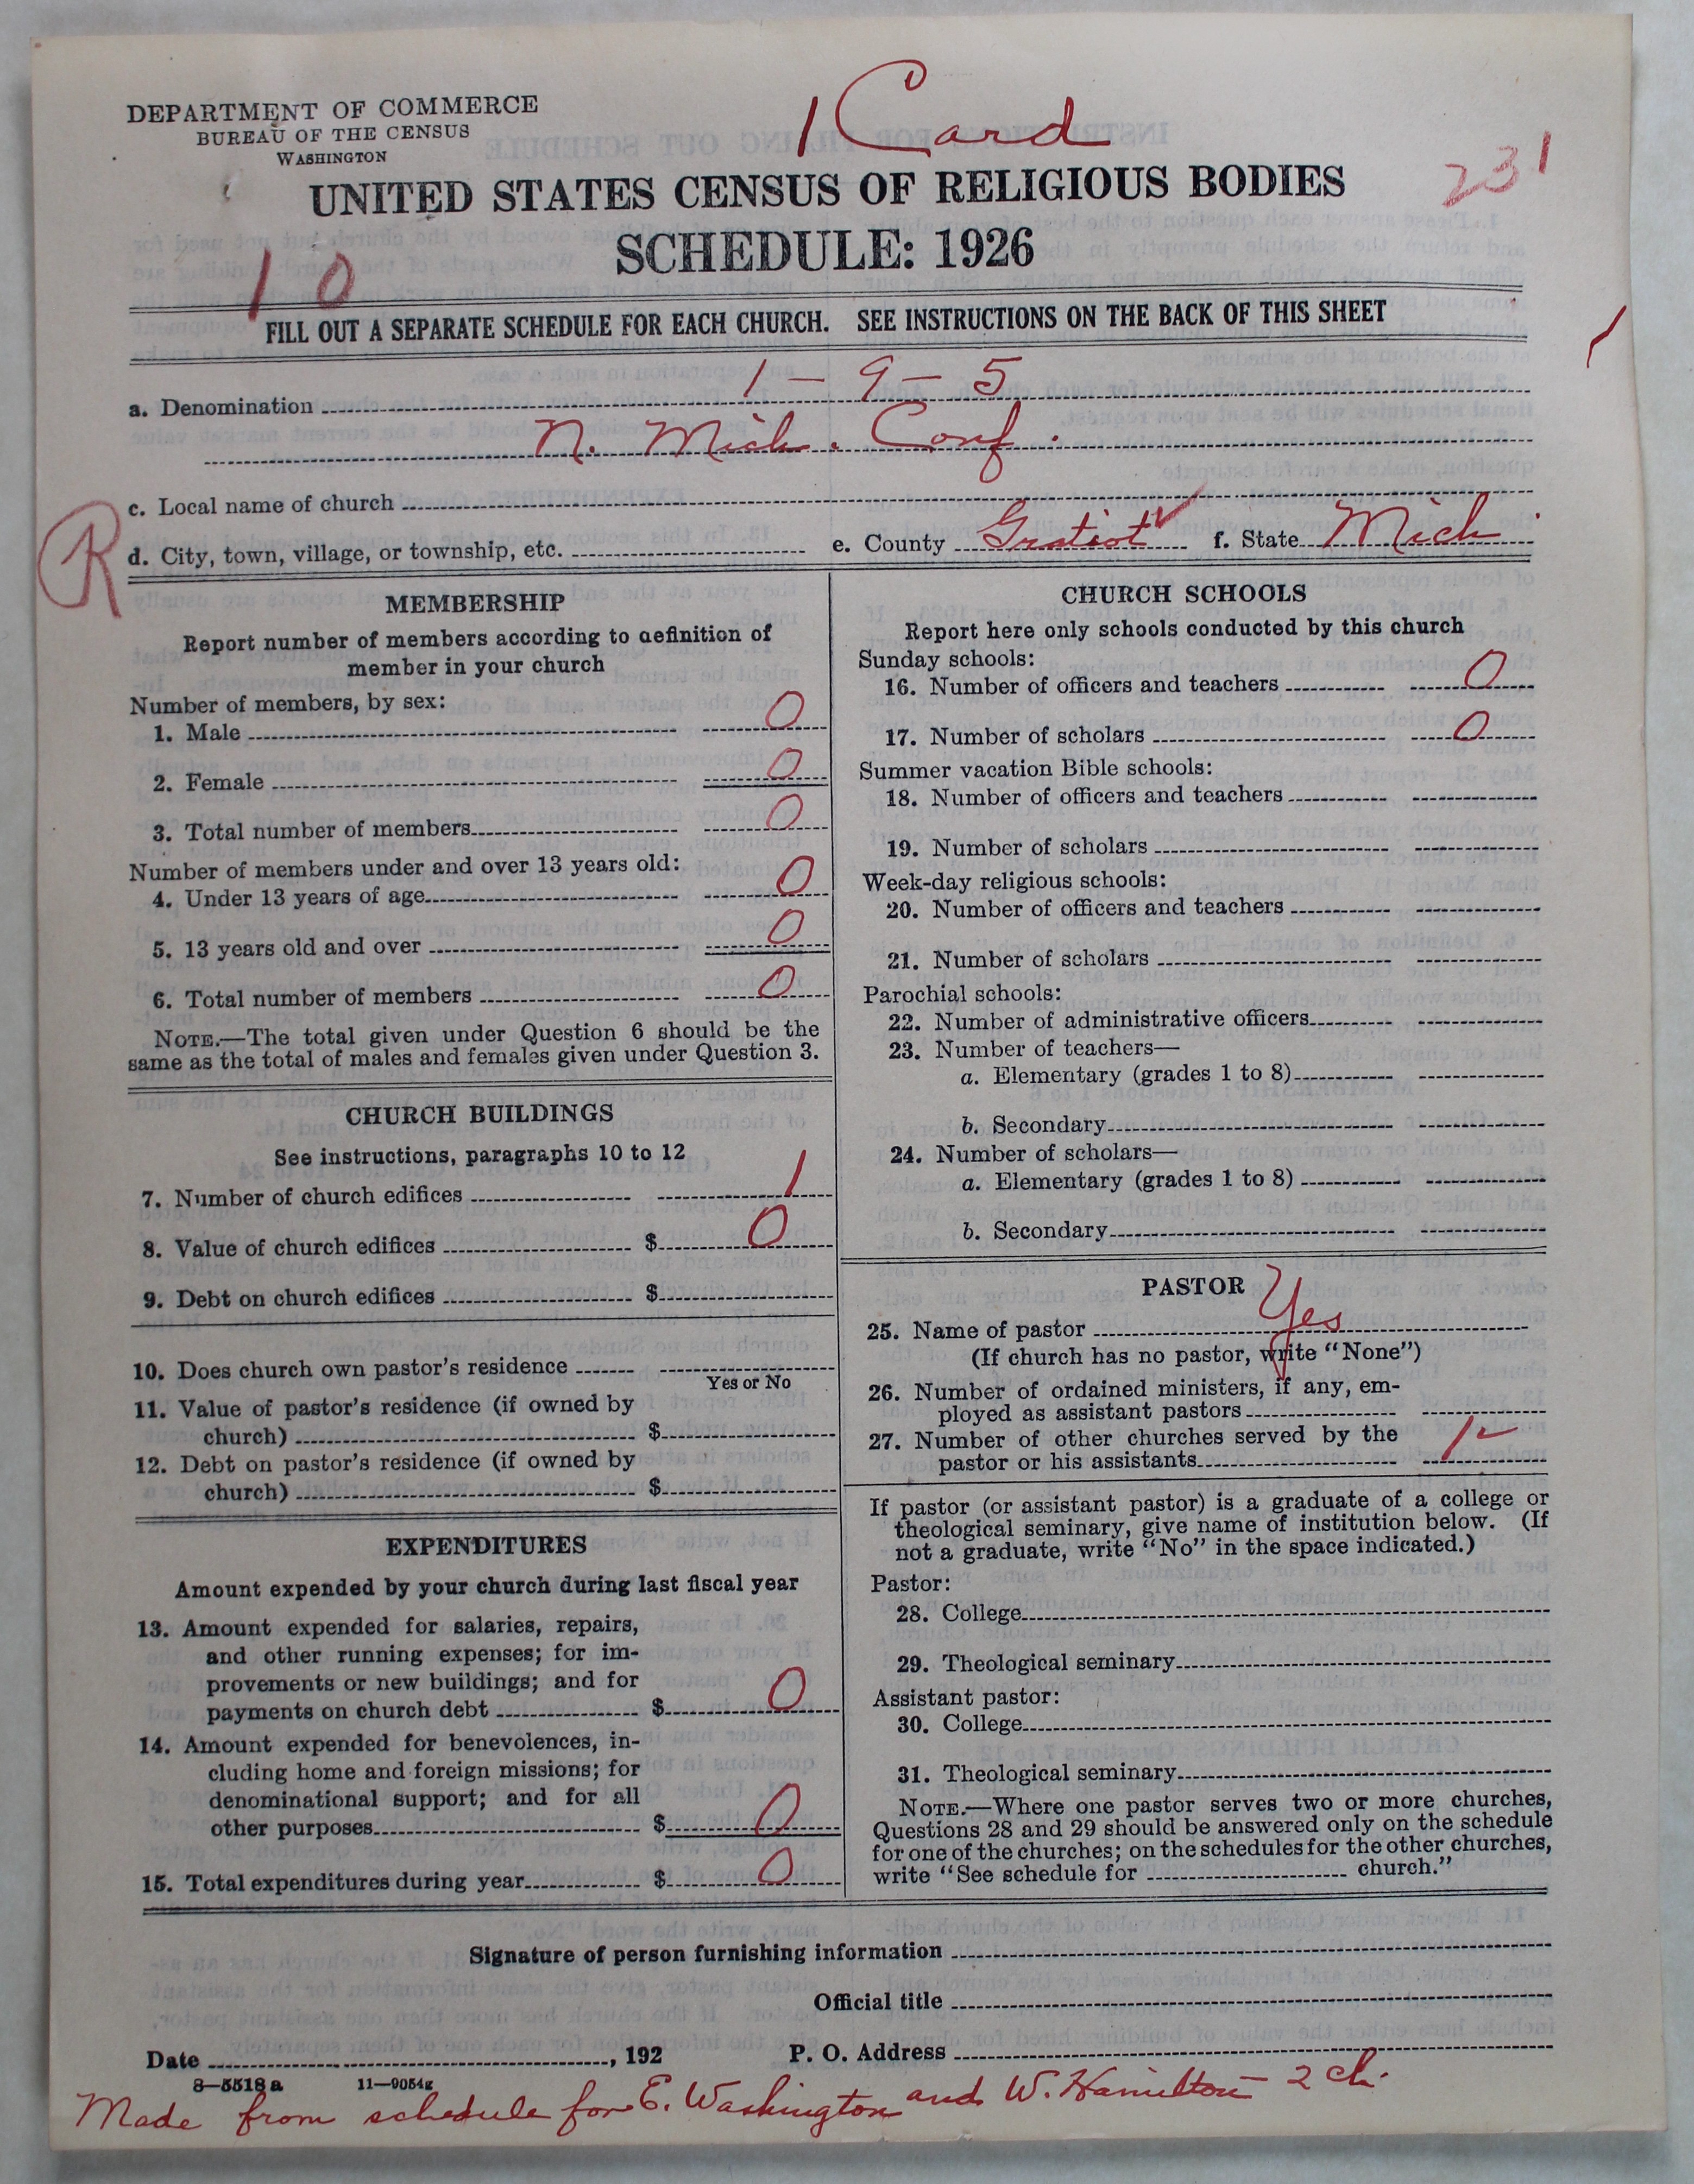 1 Card
DEPARTMENT OF COMMERCE
BUREAU OF THE CENSUS
WASHINGTON
231
UNITED STATES CENSUS OF RELIGIOUS BODIES
SCHEDULE: 1926
10
FILL OUT A SEPARATE SCHEDULE FOR EACH CHURCH. SEE INSTRUCTIONS ON THE BACK OF THIS SHEET
a. Denomination 1-9-5
N. Mich. Conf.
c. Local name of church
R
d. City, town, village, or township, etc. e. County Gratiot ✓ f. State Mich.
MEMBERSHIP
Report number of members according to definition of
member in your church
Number of members, by sex:
1. Male 0
2. Female 0
3. Total number of members 0
Number of members under and over 13 years old:
4. Under 13 years of age 0
5. 13 years old and over 0
6. Total number of members 0
NOTE.—The total given under Question 6 should be the
same as the total of males and females given under Question 3.
CHURCH BUILDINGS
See instructions, paragraphs 10 to 12
7. Number of church edifices 1
8. Value of church edifices $ 0
9. Debt on church edifices $
10. Does church own pastor's residence
Yes or No
11. Value of pastor's residence (if owned by
church) $
12. Debt on pastor's residence (if owned by
church) $
EXPENDITURES
Amount expended by your church during last fiscal year
13. Amount expended for salaries, repairs,
and other running expenses; for im-
provements or new buildings; and for
payments on church debt $ 0
14. Amount expended for benevolences, in-
cluding home and foreign missions; for
denominational support; and for all
other purposes $ 0
15. Total expenditures during year $ 0
CHURCH SCHOOLS
Report here only schools conducted by this church
Sunday schools:
16. Number of officers and teachers 0
17. Number of scholars 0
Summer vacation Bible schools:
18. Number of officers and teachers
19. Number of scholars
Week-day religious schools:
20. Number of officers and teachers
21. Number of scholars
Parochial schools:
22. Number of administrative officers
23. Number of teachers—
a. Elementary (grades 1 to 8)
b. Secondary
24. Number of scholars—
a. Elementary (grades 1 to 8)
b. Secondary
PASTOR
25. Name of pastor Yes
(If church has no pastor, write "None")
26. Number of ordained ministers, if any, em-
ployed as assistant pastors
27. Number of other churches served by the
pastor or his assistants 1
If pastor (or assistant pastor) is a graduate of a college or
theological seminary, give name of institution below. (If
not a graduate, write "No" in the space indicated.)
Pastor:
28. College
29. Theological seminary
Assistant pastor:
30. College
31. Theological seminary
NOTE.—Where one pastor serves two or more churches,
Questions 28 and 29 should be answered only on the schedule
for one of the churches; on the schedules for the other churches,
write "See schedule for church."
Signature of person furnishing information
Official title
Date , 192 P. O. Address
8—5518a 11—9054g
Made from schedule for E. Washington and W. Hamilton - 2 ch.